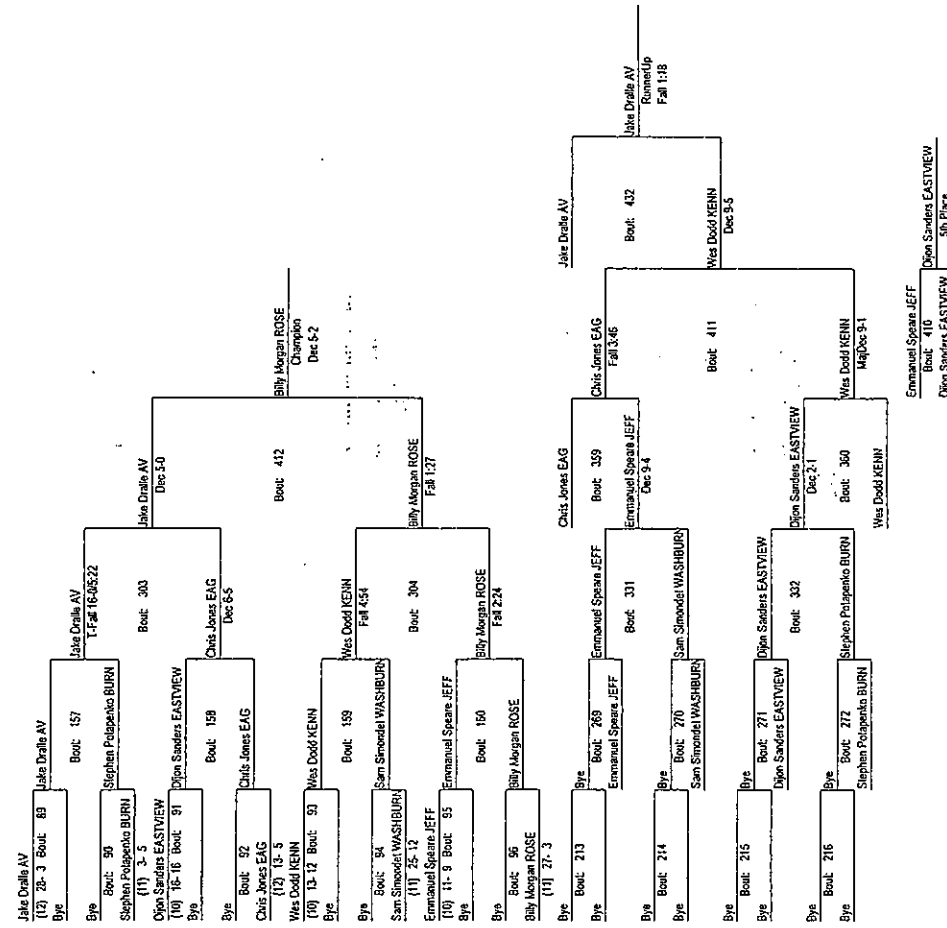 Jake Dralle AV
(12) 28- 3 Bout: 89
Bye
Jake Dralle AV
Bye
Bout: 90
Stephen Potapenko BURN
(11) 3- 5
Stephen Potapenko BURN
Bout: 157
Dijon Sanders EASTVIEW
(10) 16-16 Bout: 91
Bye
Dijon Sanders EASTVIEW
Bye
Bout: 92
Chris Jones EAG
(12) 13- 5
Chris Jones EAG
Bout: 158
Wes Dodd KENN
(10) 13-12 Bout: 93
Bye
Wes Dodd KENN
Bye
Bout: 94
Sam Simondet WASHBURN
(11) 25- 12
Sam Simondel WASHBURN
Bout: 159
Emmanuel Speare JEFF
(10) 11- 9 Bout: 95
Bye
Emmanuel Speare JEFF
Bye
Bout: 96
Billy Morgan ROSE
(11) 27- 3
Billy Morgan ROSE
Bout: 160
Jake Dralle AV
T-Fall 16-0/5:22
Bout: 303
Chris Jones EAG
Dec 6-5
Wes Dodd KENN
Fall 4:54
Bout: 304
Billy Morgan ROSE
Fall 2:24
Jake Dralle AV
Dec 5-0
Bout: 412
Billy Morgan ROSE
Fall 1:27
Billy Morgan ROSE
Champion
Dec 5-2
Bye
Bout: 213
Bye
Bye
Bout: 269
Emmanuel Speare JEFF
Emmanuel Speare JEFF
Bye
Bout: 214
Bye
Bye
Bout: 270
Sam Simondel WASHBURN
Sam Simondel WASHBURN
Bout: 331
Bye
Bout: 215
Bye
Bye
Bout: 271
Dijon Sanders EASTVIEW
Dijon Sanders EASTVIEW
Bye
Bout: 216
Bye
Bye
Bout: 272
Stephen Potapenko BURN
Stephen Potapenko BURN
Bout: 332
Chris Jones EAG
Bout: 359
Emmanuel Speare JEFF
Dec 9-4
Dijon Sanders EASTVIEW
Dec 2-1
Bout: 360
Wes Dodd KENN
Chris Jones EAG
Fall 3:46
Bout: 411
Wes Dodd KENN
MajDec 9-1
Jake Dralle AV
Bout: 432
Wes Dodd KENN
Dec 9-5
Jake Dralle AV
RunnerUp
Fall 1:18
Emmanuel Speare JEFF
Bout: 410
Dijon Sanders EASTVIEW
Dijon Sanders EASTVIEW
5th Place